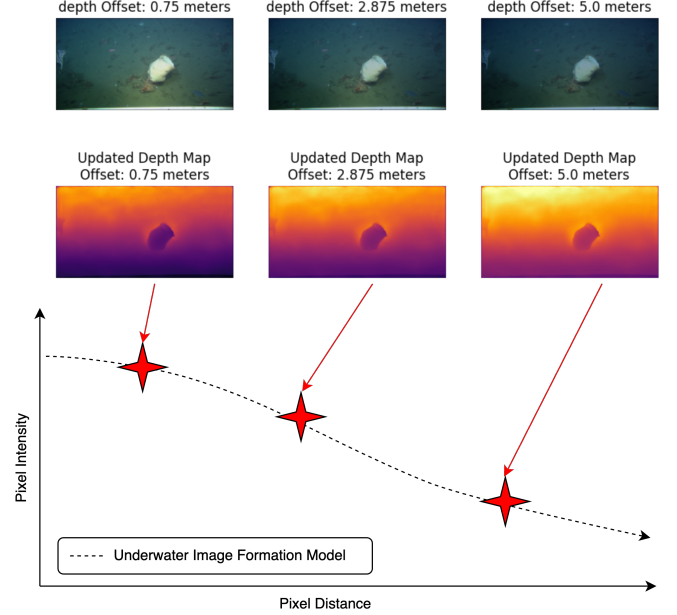 depth Offset: 0.75 meters
depth Offset: 2.875 meters
depth Offset: 5.0 meters
Updated Depth Map
Offset: 0.75 meters
Updated Depth Map
Offset: 2.875 meters
Updated Depth Map
Offset: 5.0 meters
Pixel Intensity
Underwater Image Formation Model
Pixel Distance